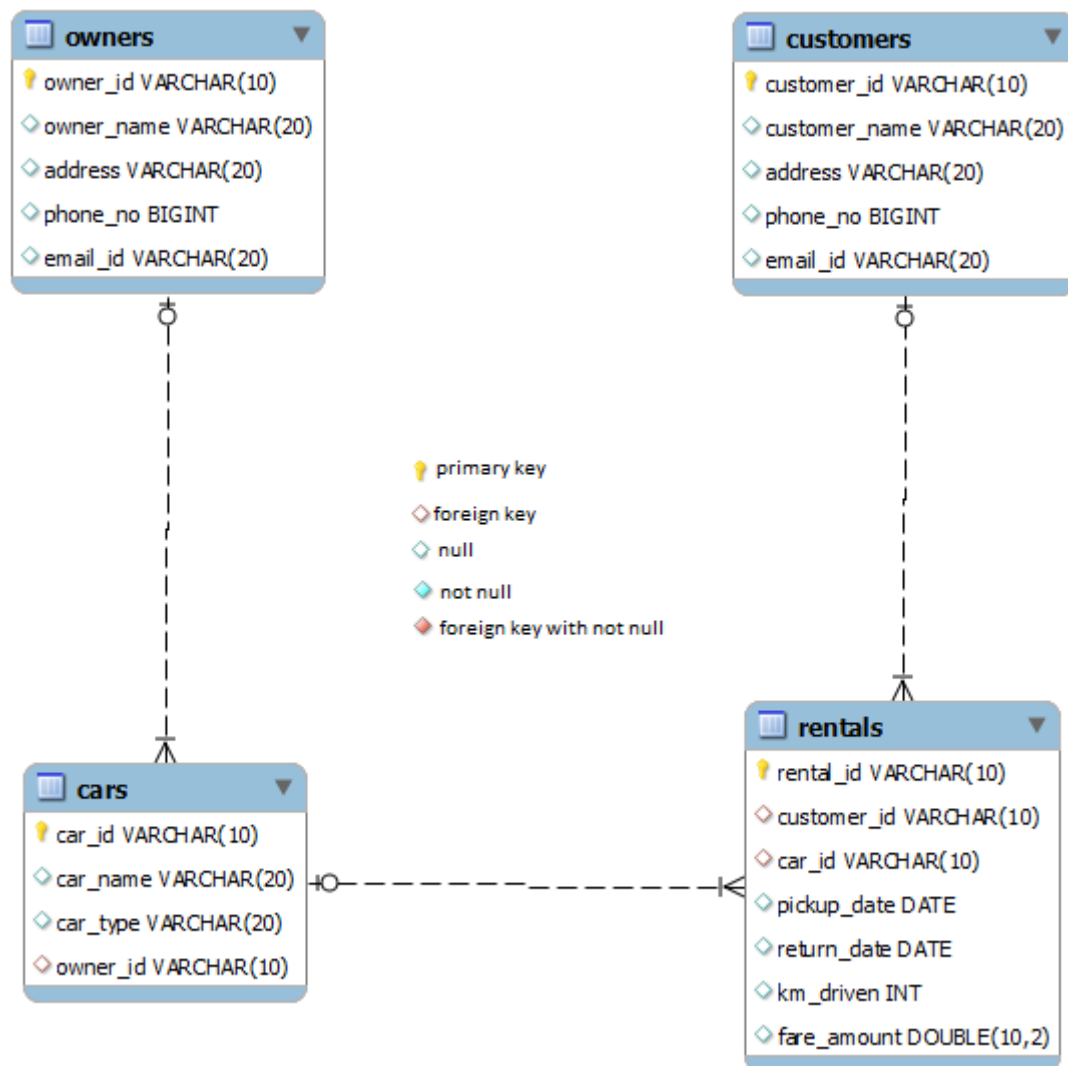 owners
owner_id VARCHAR(10)
owner_name VARCHAR(20)
address VARCHAR(20)
phone_no BIGINT
email_id VARCHAR(20)
customers
customer_id VARCHAR(10)
customer_name VARCHAR(20)
address VARCHAR(20)
phone_no BIGINT
email_id VARCHAR(20)
primary key
foreign key
null
not null
foreign key with not null
cars
car_id VARCHAR(10)
car_name VARCHAR(20)
car_type VARCHAR(20)
owner_id VARCHAR(10)
rentals
rental_id VARCHAR(10)
customer_id VARCHAR(10)
car_id VARCHAR(10)
pickup_date DATE
return_date DATE
km_driven INT
fare_amount DOUBLE(10,2)